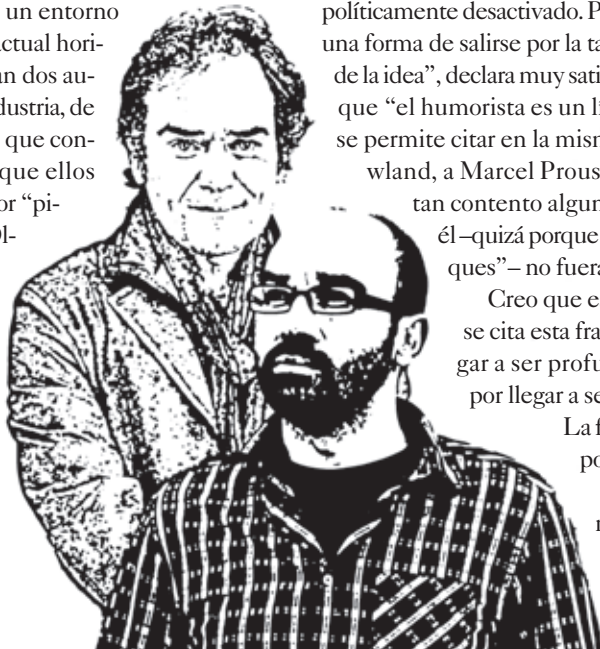 un entorno
actual hori-
an dos au-
dustria, de
que con-
que ellos
or “pi-
Ol-
políticamente desactivado. P
una forma de salirse por la ta
de la idea”, declara muy sati
que “el humorista es un lí
se permite citar en la mism
wland, a Marcel Prous
tan contento algun
él –quizá porque
ques”– no fuera
Creo que e
se cita esta fra
gar a ser profu
por llegar a se
La f
po